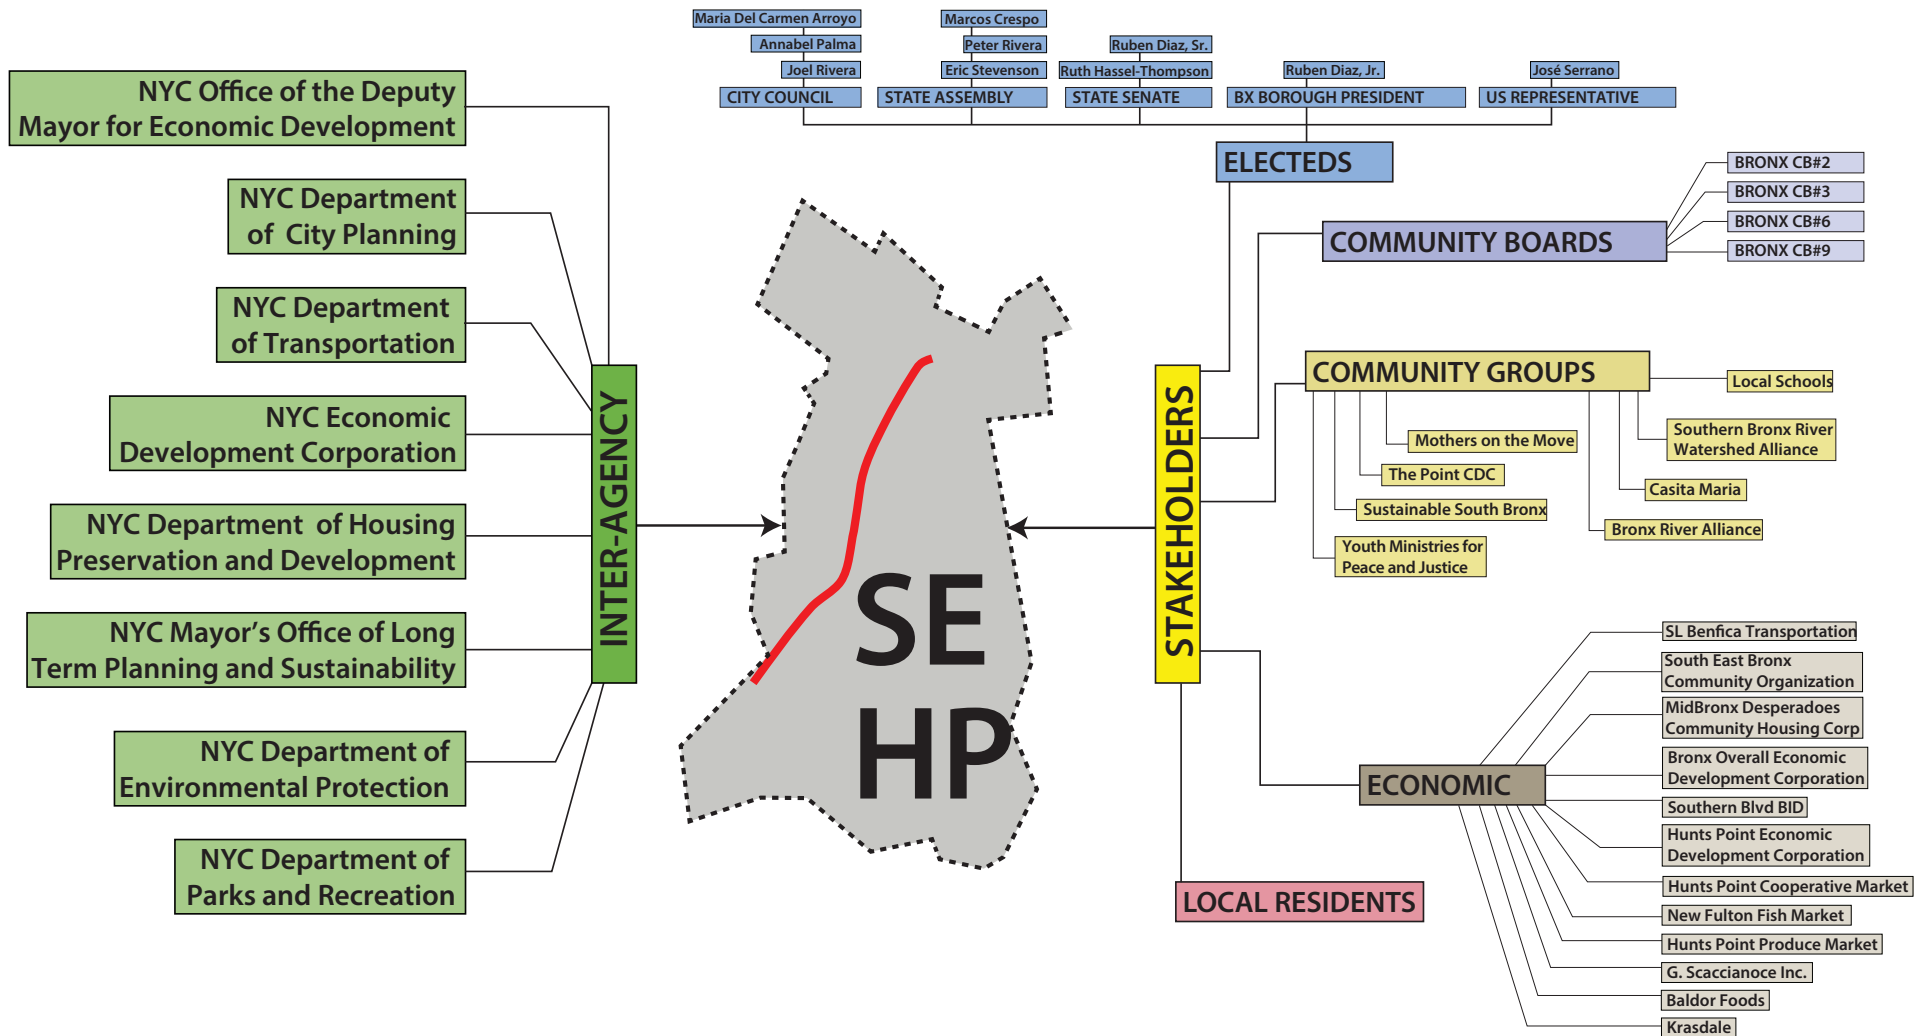 NYC Office of the Deputy
Mayor for Economic Development
NYC Department
of City Planning
NYC Department
of Transportation
NYC Economic
Development Corporation
NYC Department of Housing
Preservation and Development
NYC Mayor’s Office of Long
Term Planning and Sustainability
NYC Department of
Environmental Protection
NYC Department of
Parks and Recreation
INTER-AGENCY
SE
HP
STAKEHOLDERS
Maria Del Carmen Arroyo
Annabel Palma
Joel Rivera
CITY COUNCIL
Marcos Crespo
Peter Rivera
Eric Stevenson
STATE ASSEMBLY
Ruben Diaz, Sr.
Ruth Hassel-Thompson
STATE SENATE
Ruben Diaz, Jr.
BX BOROUGH PRESIDENT
José Serrano
US REPRESENTATIVE
ELECTEDS
COMMUNITY BOARDS
BRONX CB#2
BRONX CB#3
BRONX CB#6
BRONX CB#9
COMMUNITY GROUPS
Local Schools
Mothers on the Move
The Point CDC
Sustainable South Bronx
Youth Ministries for
Peace and Justice
Southern Bronx River
Watershed Alliance
Casita Maria
Bronx River Alliance
ECONOMIC
SL Benfica Transportation
South East Bronx
Community Organization
MidBronx Desperadoes
Community Housing Corp
Bronx Overall Economic
Development Corporation
Southern Blvd BID
Hunts Point Economic
Development Corporation
Hunts Point Cooperative Market
New Fulton Fish Market
Hunts Point Produce Market
G. Scaccianoce Inc.
Baldor Foods
Krasdale
LOCAL RESIDENTS